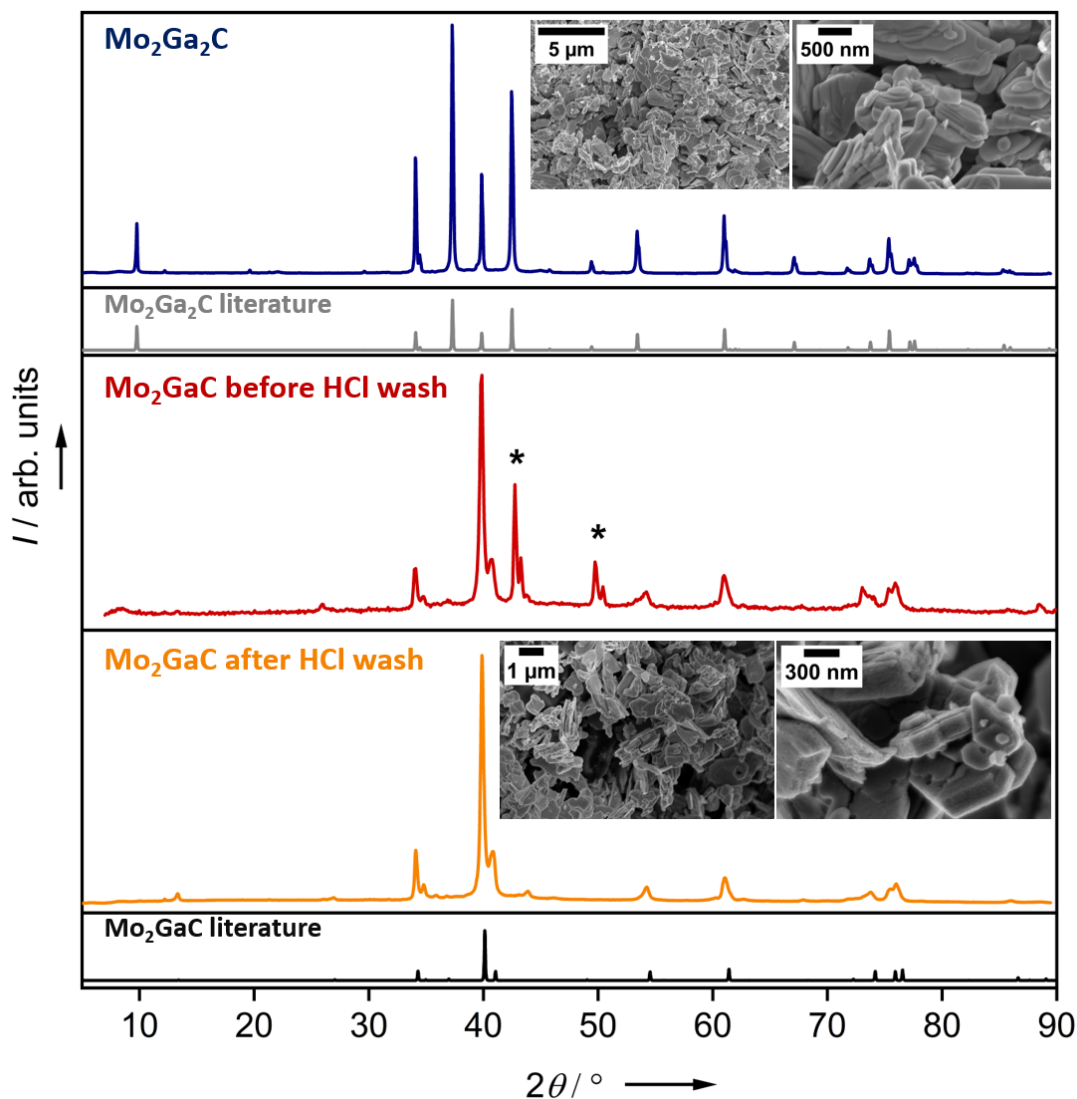 Mo₂Ga₂C
5 µm
500 nm
Mo₂Ga₂C literature
Mo₂GaC before HCl wash
*
*
I / arb. units
Mo₂GaC after HCl wash
1 µm
300 nm
Mo₂GaC literature
10 20 30 40 50 60 70 80 90
2θ / °